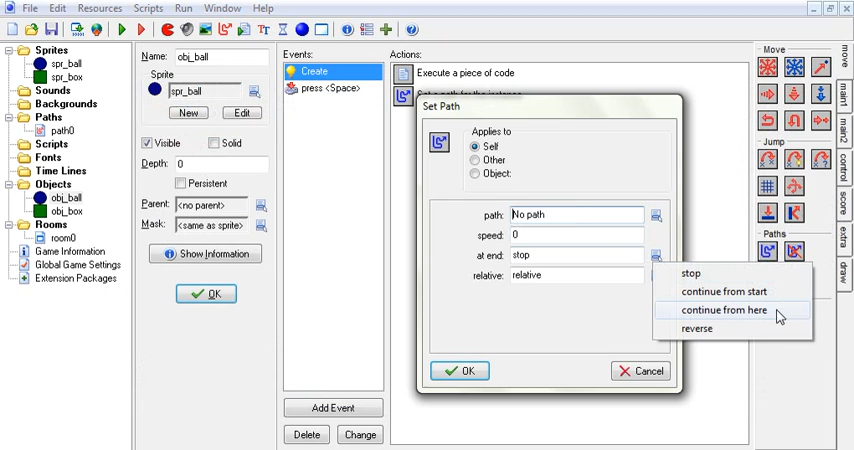 File Edit Resources Scripts Run Window Help
Sprites
spr_ball
spr_box
Sounds
Backgrounds
Paths
path0
Scripts
Fonts
Time Lines
Objects
obj_ball
obj_box
Rooms
room0
Game Information
Global Game Settings
Extension Packages
Name: obj_ball
Sprite
spr_ball
New Edit
Visible Solid
Depth: 0
Persistent
Parent: <no parent>
Mask: <same as sprite>
Show Information
OK
Events:
Create
press <Space>
Add Event
Delete Change
Actions:
Execute a piece of code
Set a path for the instance
Set Path
Applies to
Self
Other
Object:
path: No path
speed: 0
at end: stop
relative: relative
OK Cancel
stop
continue from start
continue from here
reverse
Move
Jump
Paths
move
main1
main2
control
score
extra
draw